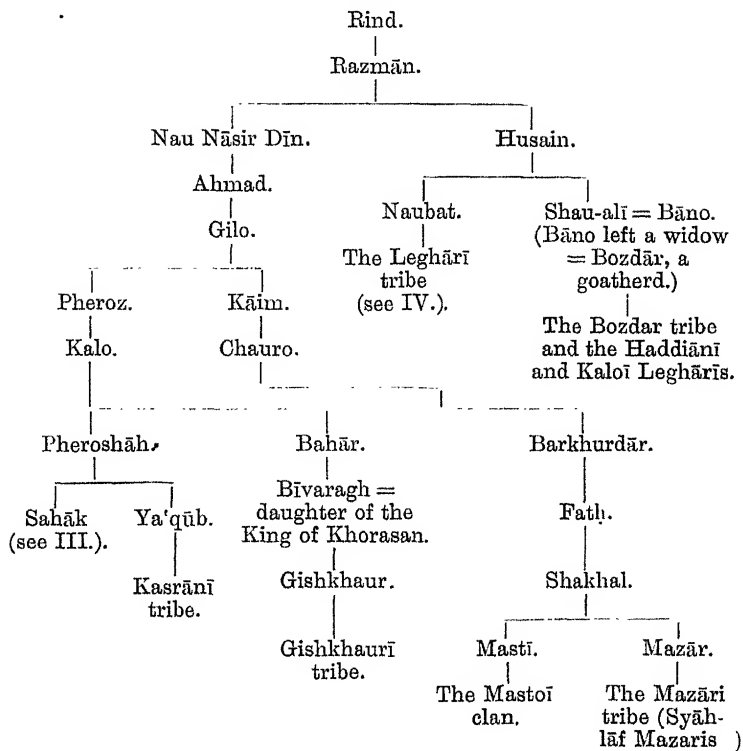 Rind.
Razmān.
Nau Nāsir Dīn.
Husain.
Ahmad.
Naubat.
Shau-alī = Bāno.
(Bāno left a widow
= Bozdār, a
goatherd.)
Gilo.
The Leghārī
tribe
(see IV.).
The Bozdar tribe
and the Haddiānī
and Kaloī Leghārīs.
Pheroz.
Kāim.
Kalo.
Chauro.
Pheroshāh.
Bahār.
Barkhurdār.
Sahāk
(see III.).
Ya'qūb.
Bīvaragh =
daughter of the
King of Khorasan.
Fatḥ.
Kasrānī
tribe.
Gishkhaur.
Shakhal.
Gishkhaurī
tribe.
Mastī.
Mazār.
The Mastoī
clan.
The Mazāri
tribe (Syāh-
lāf Mazaris )